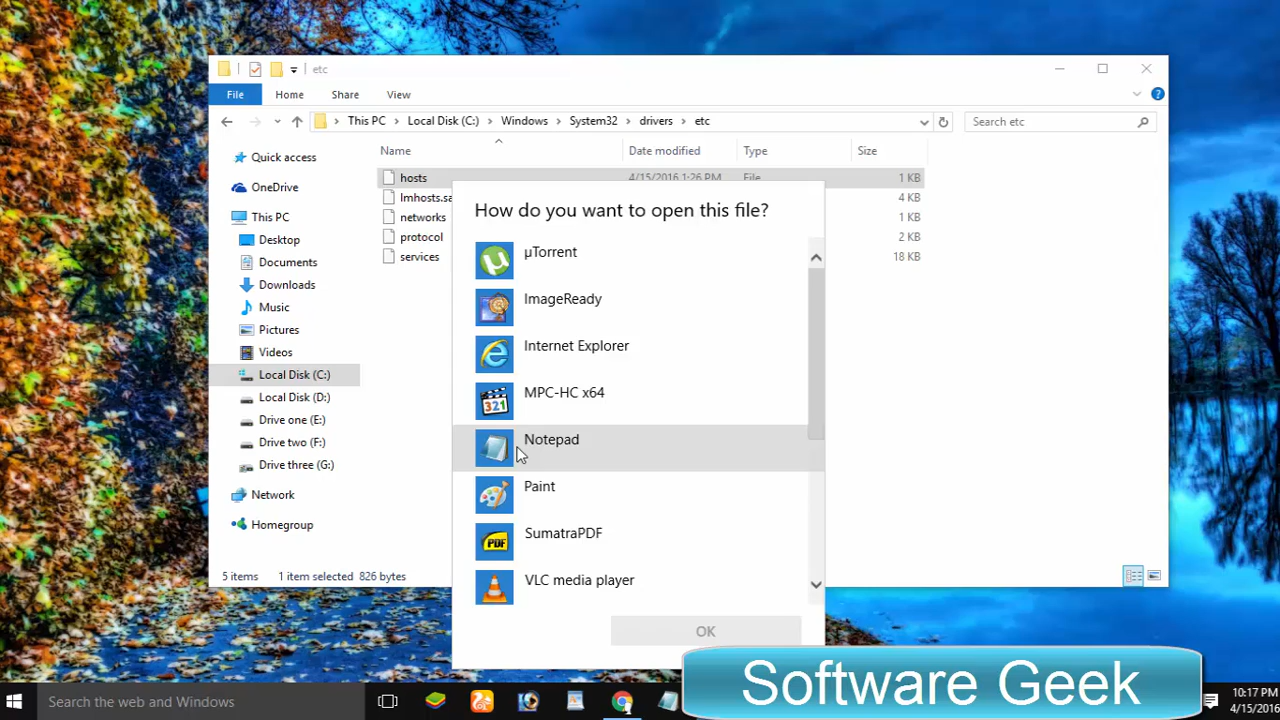 etc
File Home Share View
This PC Local Disk (C:) Windows System32 drivers etc
Search etc
Name Date modified Type Size
Quick access
OneDrive
This PC
Desktop
Documents
Downloads
Music
Pictures
Videos
Local Disk (C:)
Local Disk (D:)
Drive one (E:)
Drive two (F:)
Drive three (G:)
Network
Homegroup
hosts 4/15/2016 1:26 PM File 1 KB
lmhosts.sa 4 KB
networks 1 KB
protocol 2 KB
services 18 KB
How do you want to open this file?
µTorrent
ImageReady
Internet Explorer
MPC-HC x64
321
Notepad
Paint
SumatraPDF
PDF
VLC media player
OK
5 items 1 item selected 826 bytes
Software Geek
Search the web and Windows
10:17 PM
4/15/2016